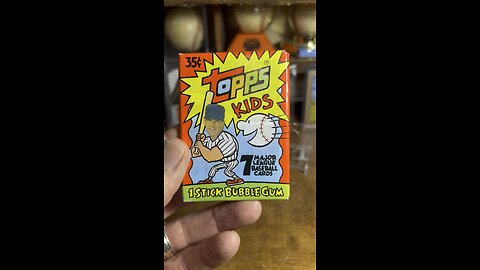 35¢
TOPPS
KIDS
7 MAJOR
LEAGUE
BASEBALL
CARDS
1 STICK BUBBLE GUM